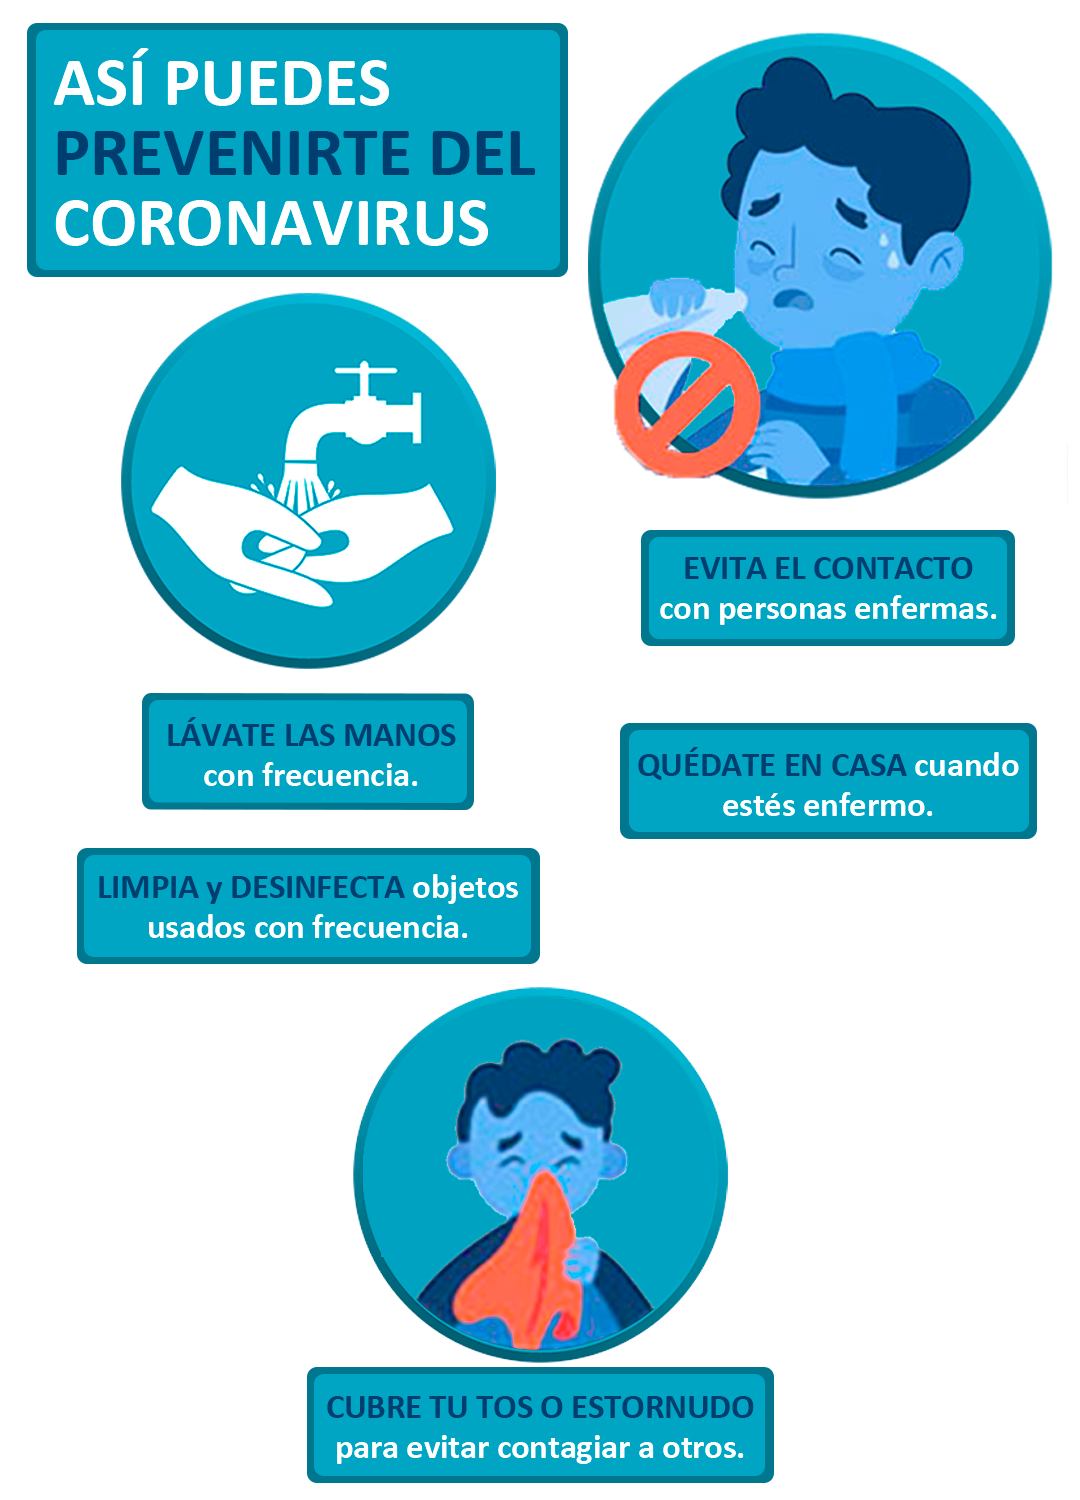 ASÍ PUEDES
PREVENIRTE DEL
CORONAVIRUS
EVITA EL CONTACTO
con personas enfermas.
LÁVATE LAS MANOS
con frecuencia.
QUÉDATE EN CASA cuando
estés enfermo.
LIMPIA y DESINFECTA objetos
usados con frecuencia.
CUBRE TU TOS O ESTORNUDO
para evitar contagiar a otros.